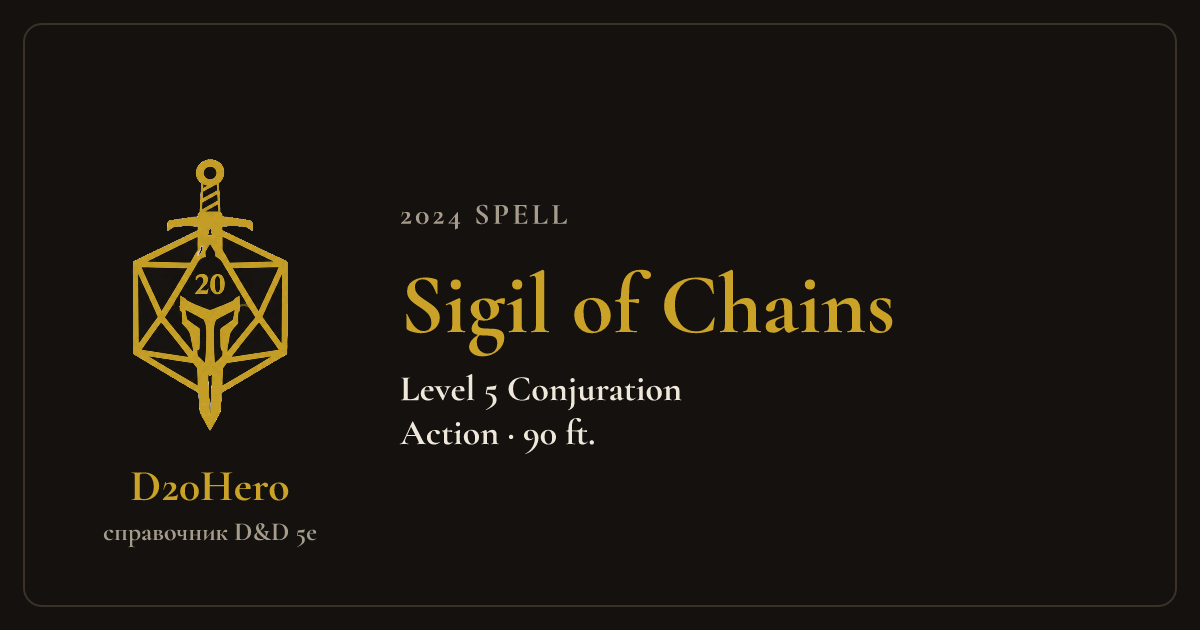 20
D20Hero
справочник D&D 5e
2024 SPELL
Sigil of Chains
Level 5 Conjuration
Action · 90 ft.